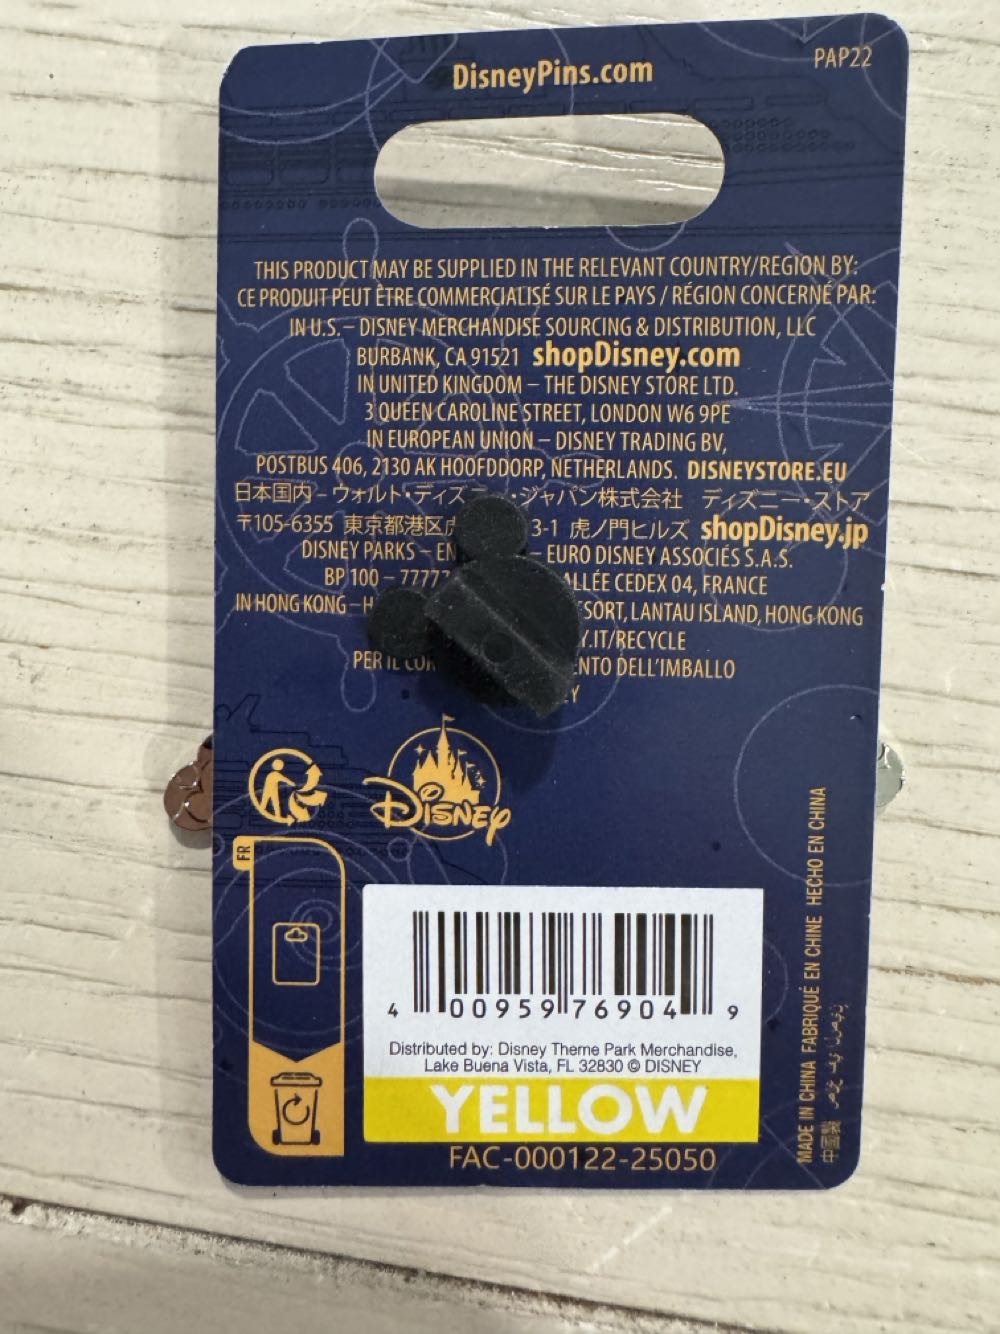 DisneyPins.com
PAP22
THIS PRODUCT MAY BE SUPPLIED IN THE RELEVANT COUNTRY/REGION BY:
CE PRODUIT PEUT ÊTRE COMMERCIALISÉ SUR LE PAYS / RÉGION CONCERNÉ PAR:
IN U.S. – DISNEY MERCHANDISE SOURCING & DISTRIBUTION, LLC
BURBANK, CA 91521 shopDisney.com
IN UNITED KINGDOM – THE DISNEY STORE LTD.
3 QUEEN CAROLINE STREET, LONDON W6 9PE
IN EUROPEAN UNION – DISNEY TRADING BV,
POSTBUS 406, 2130 AK HOOFDDORP, NETHERLANDS. DISNEYSTORE.EU
日本国内 - ウォルト・ディズニー・ジャパン株式会社 ディズニー・ストア
〒105-6355 東京都港区虎 3-1 虎ノ門ヒルズ shopDisney.jp
DISNEY PARKS – EN – EURO DISNEY ASSOCIÉS S.A.S.
BP 100 – 7777 ALLÉE CEDEX 04, FRANCE
IN HONG KONG – H SORT, LANTAU ISLAND, HONG KONG
Y.IT/RECYCLE
PER IL COR ENTO DELL'IMBALLO
EY
Disney
FR
4 00959 76904 9
Distributed by: Disney Theme Park Merchandise,
Lake Buena Vista, FL 32830 © DISNEY
YELLOW
FAC-000122-25050
MADE IN CHINA FABRIQUÉ EN CHINE HECHO EN CHINA
中国製